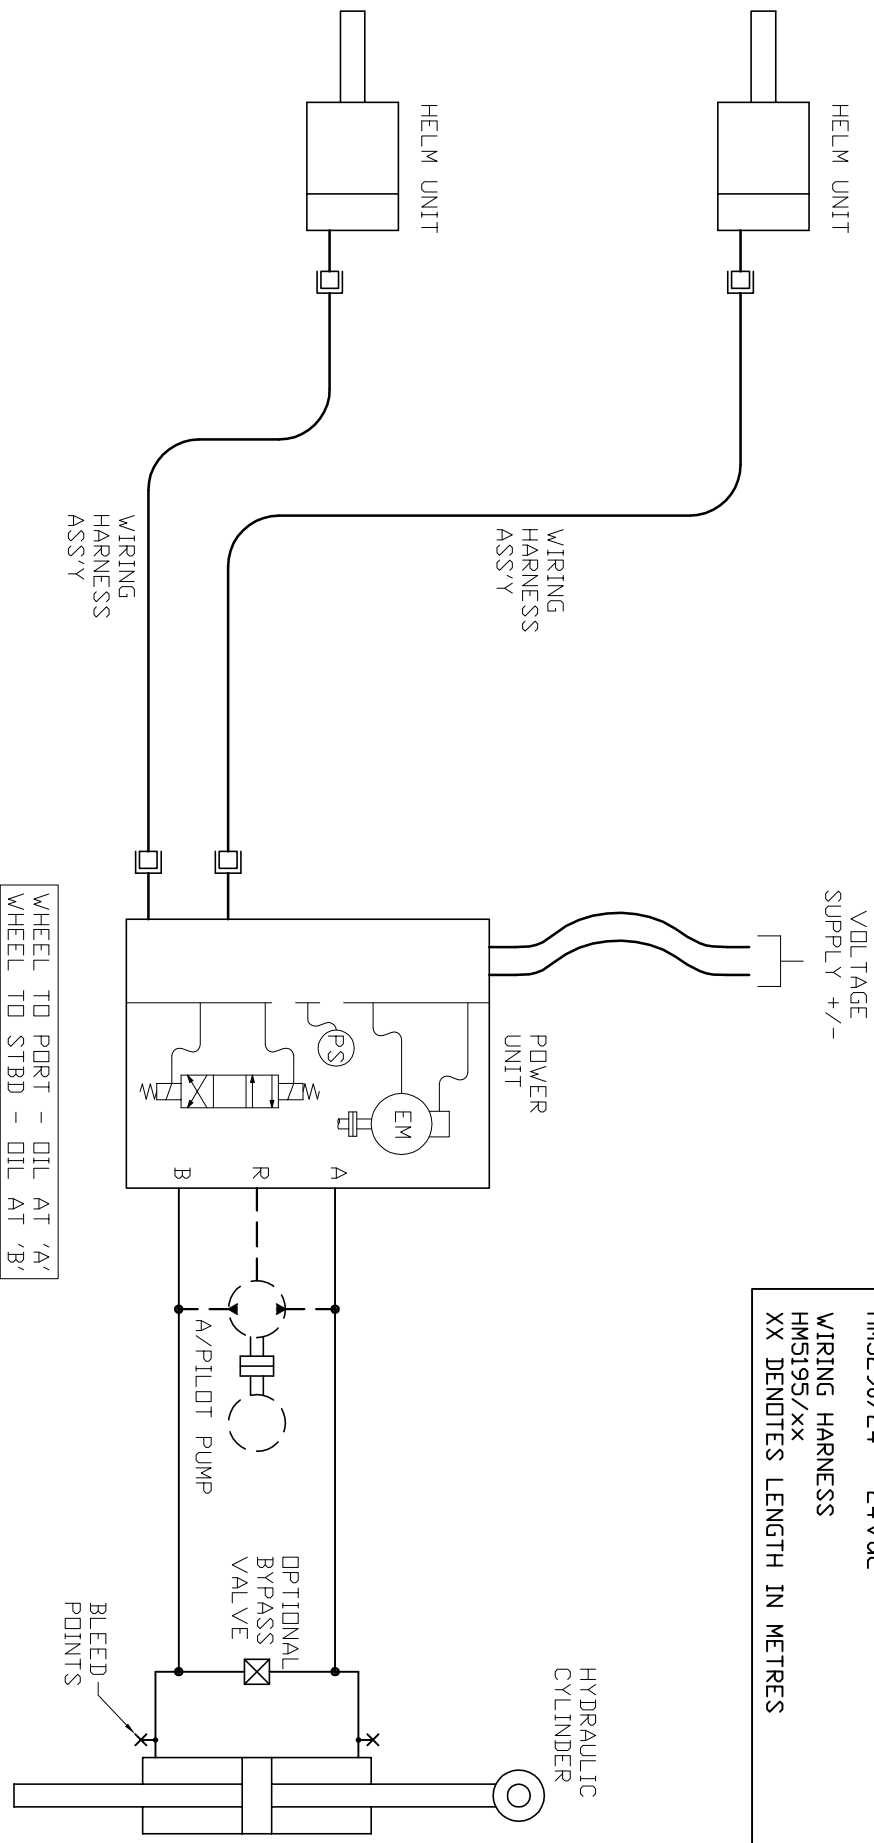 HELM UNIT
HELM UNIT
WIRING
HARNESS
ASS'Y
WIRING
HARNESS
ASS'Y
VOLTAGE
SUPPLY +/-
POWER
UNIT
PS
EM
A
R
B
WHEEL TO PORT - OIL AT 'A'
WHEEL TO STBD - OIL AT 'B'
A/PILOT PUMP
OPTIONAL
BYPASS
VALVE
BLEED
POINTS
HYDRAULIC
CYLINDER
WIRING HARNESS
HM5195/xx
XX DENOTES LENGTH IN METRES